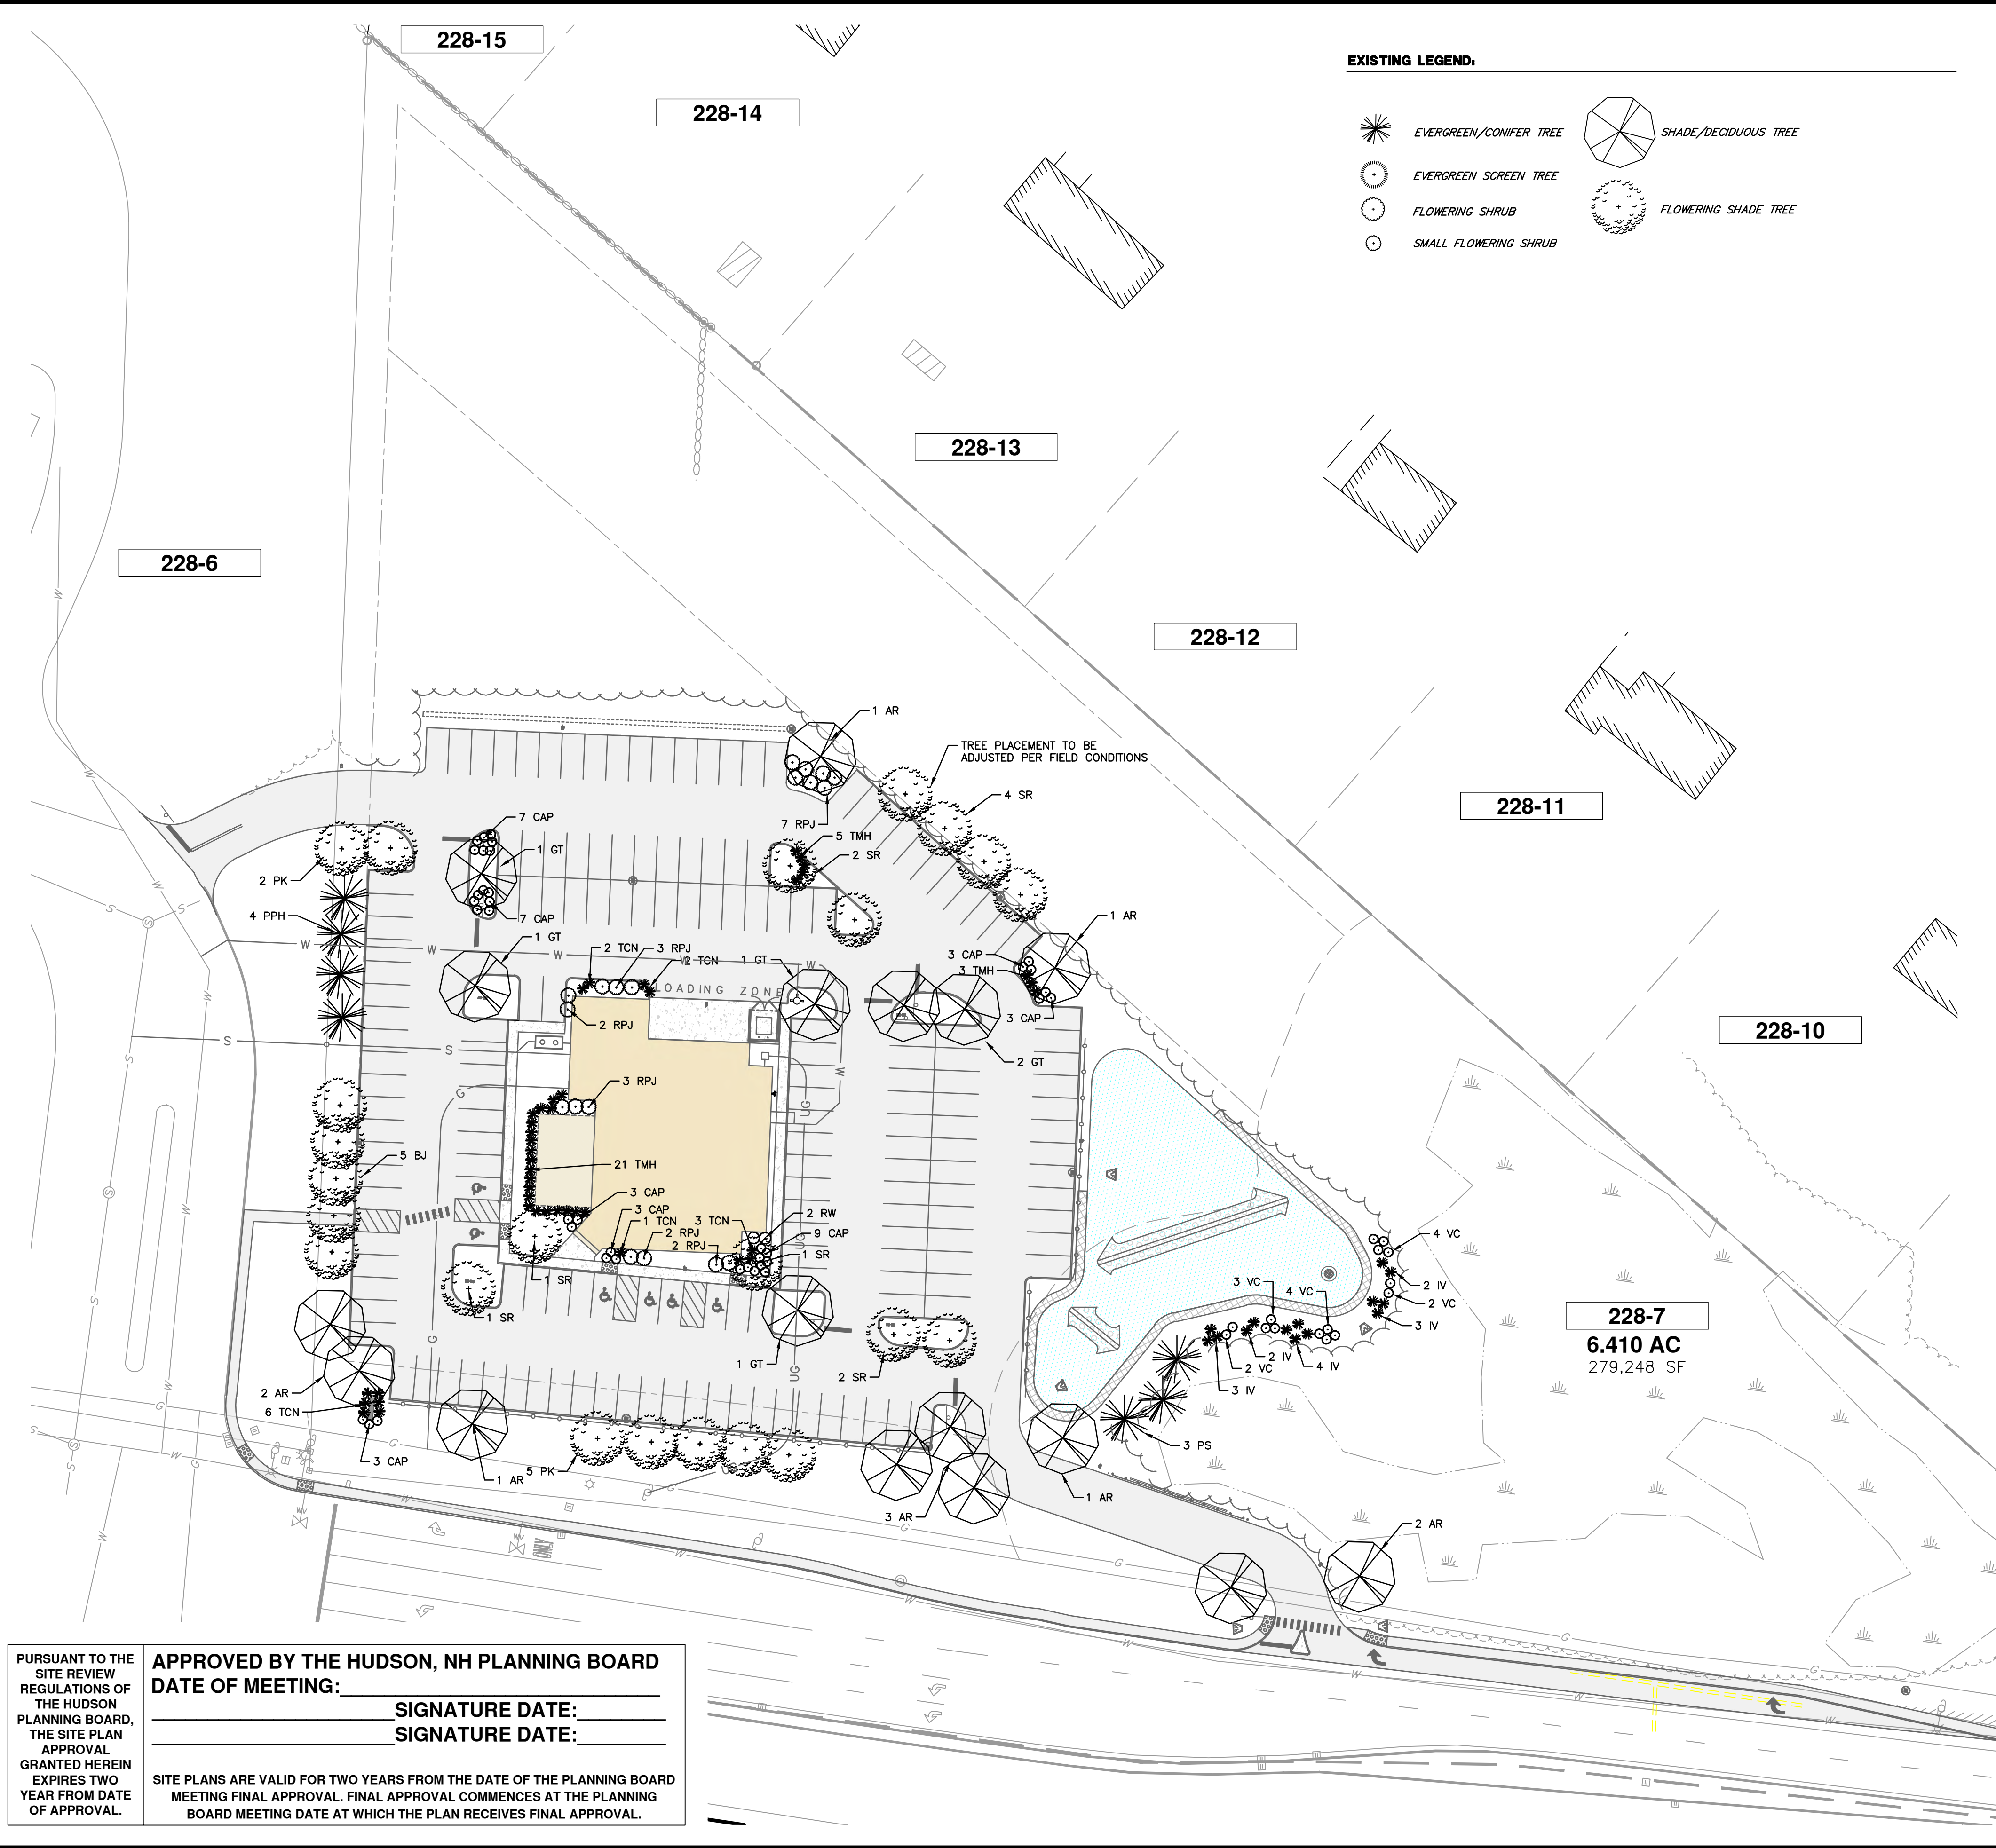 228-15
228-14
EXISTING LEGEND:
EVERGREEN/CONIFER TREE
SHADE/DECIDUOUS TREE
EVERGREEN SCREEN TREE
FLOWERING SHRUB
FLOWERING SHADE TREE
SMALL FLOWERING SHRUB
228-13
228-6
228-12
228-11
228-10
1 AR
TREE PLACEMENT TO BE
ADJUSTED PER FIELD CONDITIONS
4 SR
7 CAP
7 RPJ
5 TMH
1 GT
2 SR
2 PK
4 PPH
7 CAP
1 AR
1 GT
2 TCN
3 RPJ
2 TCN
1 GT
3 CAP
3 TMH
LOADING ZONE
3 CAP
2 RPJ
2 GT
3 RPJ
5 BJ
21 TMH
3 CAP
3 CAP
1 TCN
3 TCN
2 RW
2 RPJ
9 CAP
2 RPJ
1 SR
1 SR
1 SR
4 VC
2 IV
3 VC
4 VC
2 VC
3 IV
1 GT
2 SR
2 IV
2 VC
4 IV
3 IV
228-7
6.410 AC
279,248 SF
2 AR
6 TCN
3 CAP
1 AR
5 PK
3 PS
3 AR
1 AR
2 AR
W
W
W
W
W
S
S
S
S
S
S
G
G
G
UG
UG
UG
W
W
W
G
G
G
ONLY
PURSUANT TO THE
SITE REVIEW
REGULATIONS OF
THE HUDSON
PLANNING BOARD,
THE SITE PLAN
APPROVAL
GRANTED HEREIN
EXPIRES TWO
YEAR FROM DATE
OF APPROVAL.
APPROVED BY THE HUDSON, NH PLANNING BOARD
DATE OF MEETING:
SIGNATURE DATE:
SIGNATURE DATE:
SITE PLANS ARE VALID FOR TWO YEARS FROM THE DATE OF THE PLANNING BOARD
MEETING FINAL APPROVAL. FINAL APPROVAL COMMENCES AT THE PLANNING
BOARD MEETING DATE AT WHICH THE PLAN RECEIVES FINAL APPROVAL.